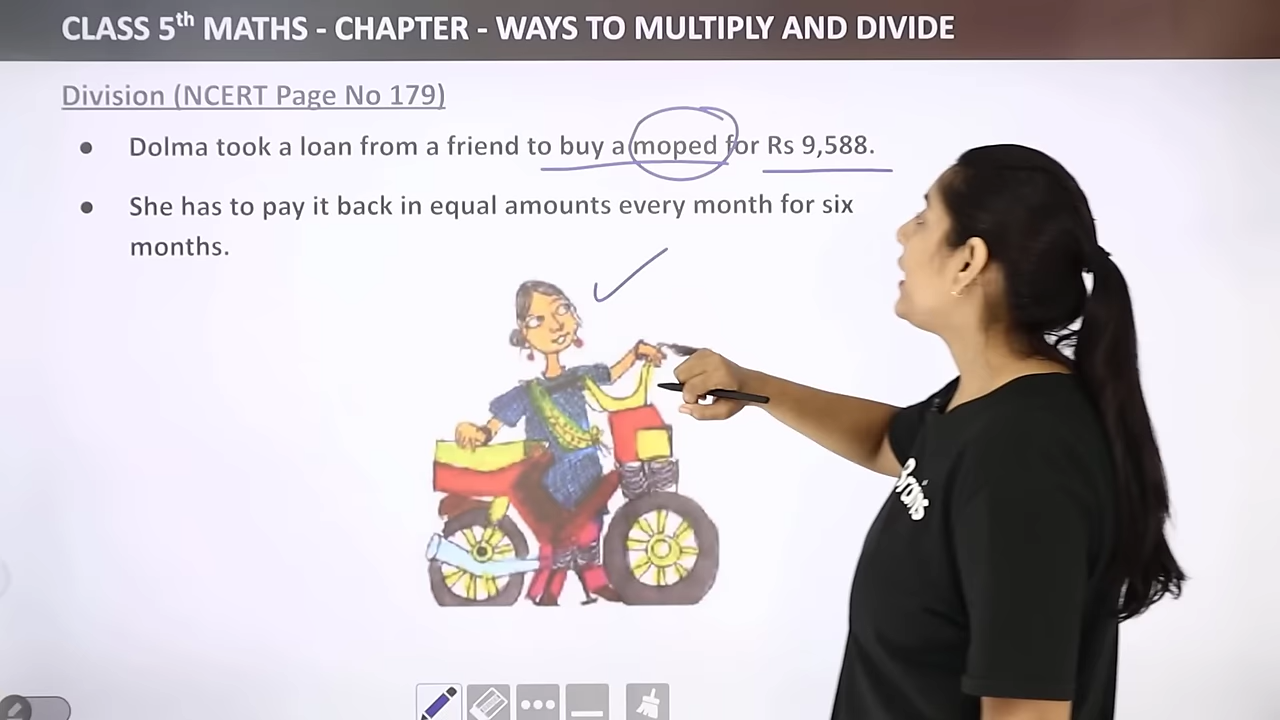 CLASS 5th MATHS - CHAPTER - WAYS TO MULTIPLY AND DIVIDE
Division (NCERT Page No 179)
● Dolma took a loan from a friend to buy a moped for Rs 9,588.
● She has to pay it back in equal amounts every month for six
months.